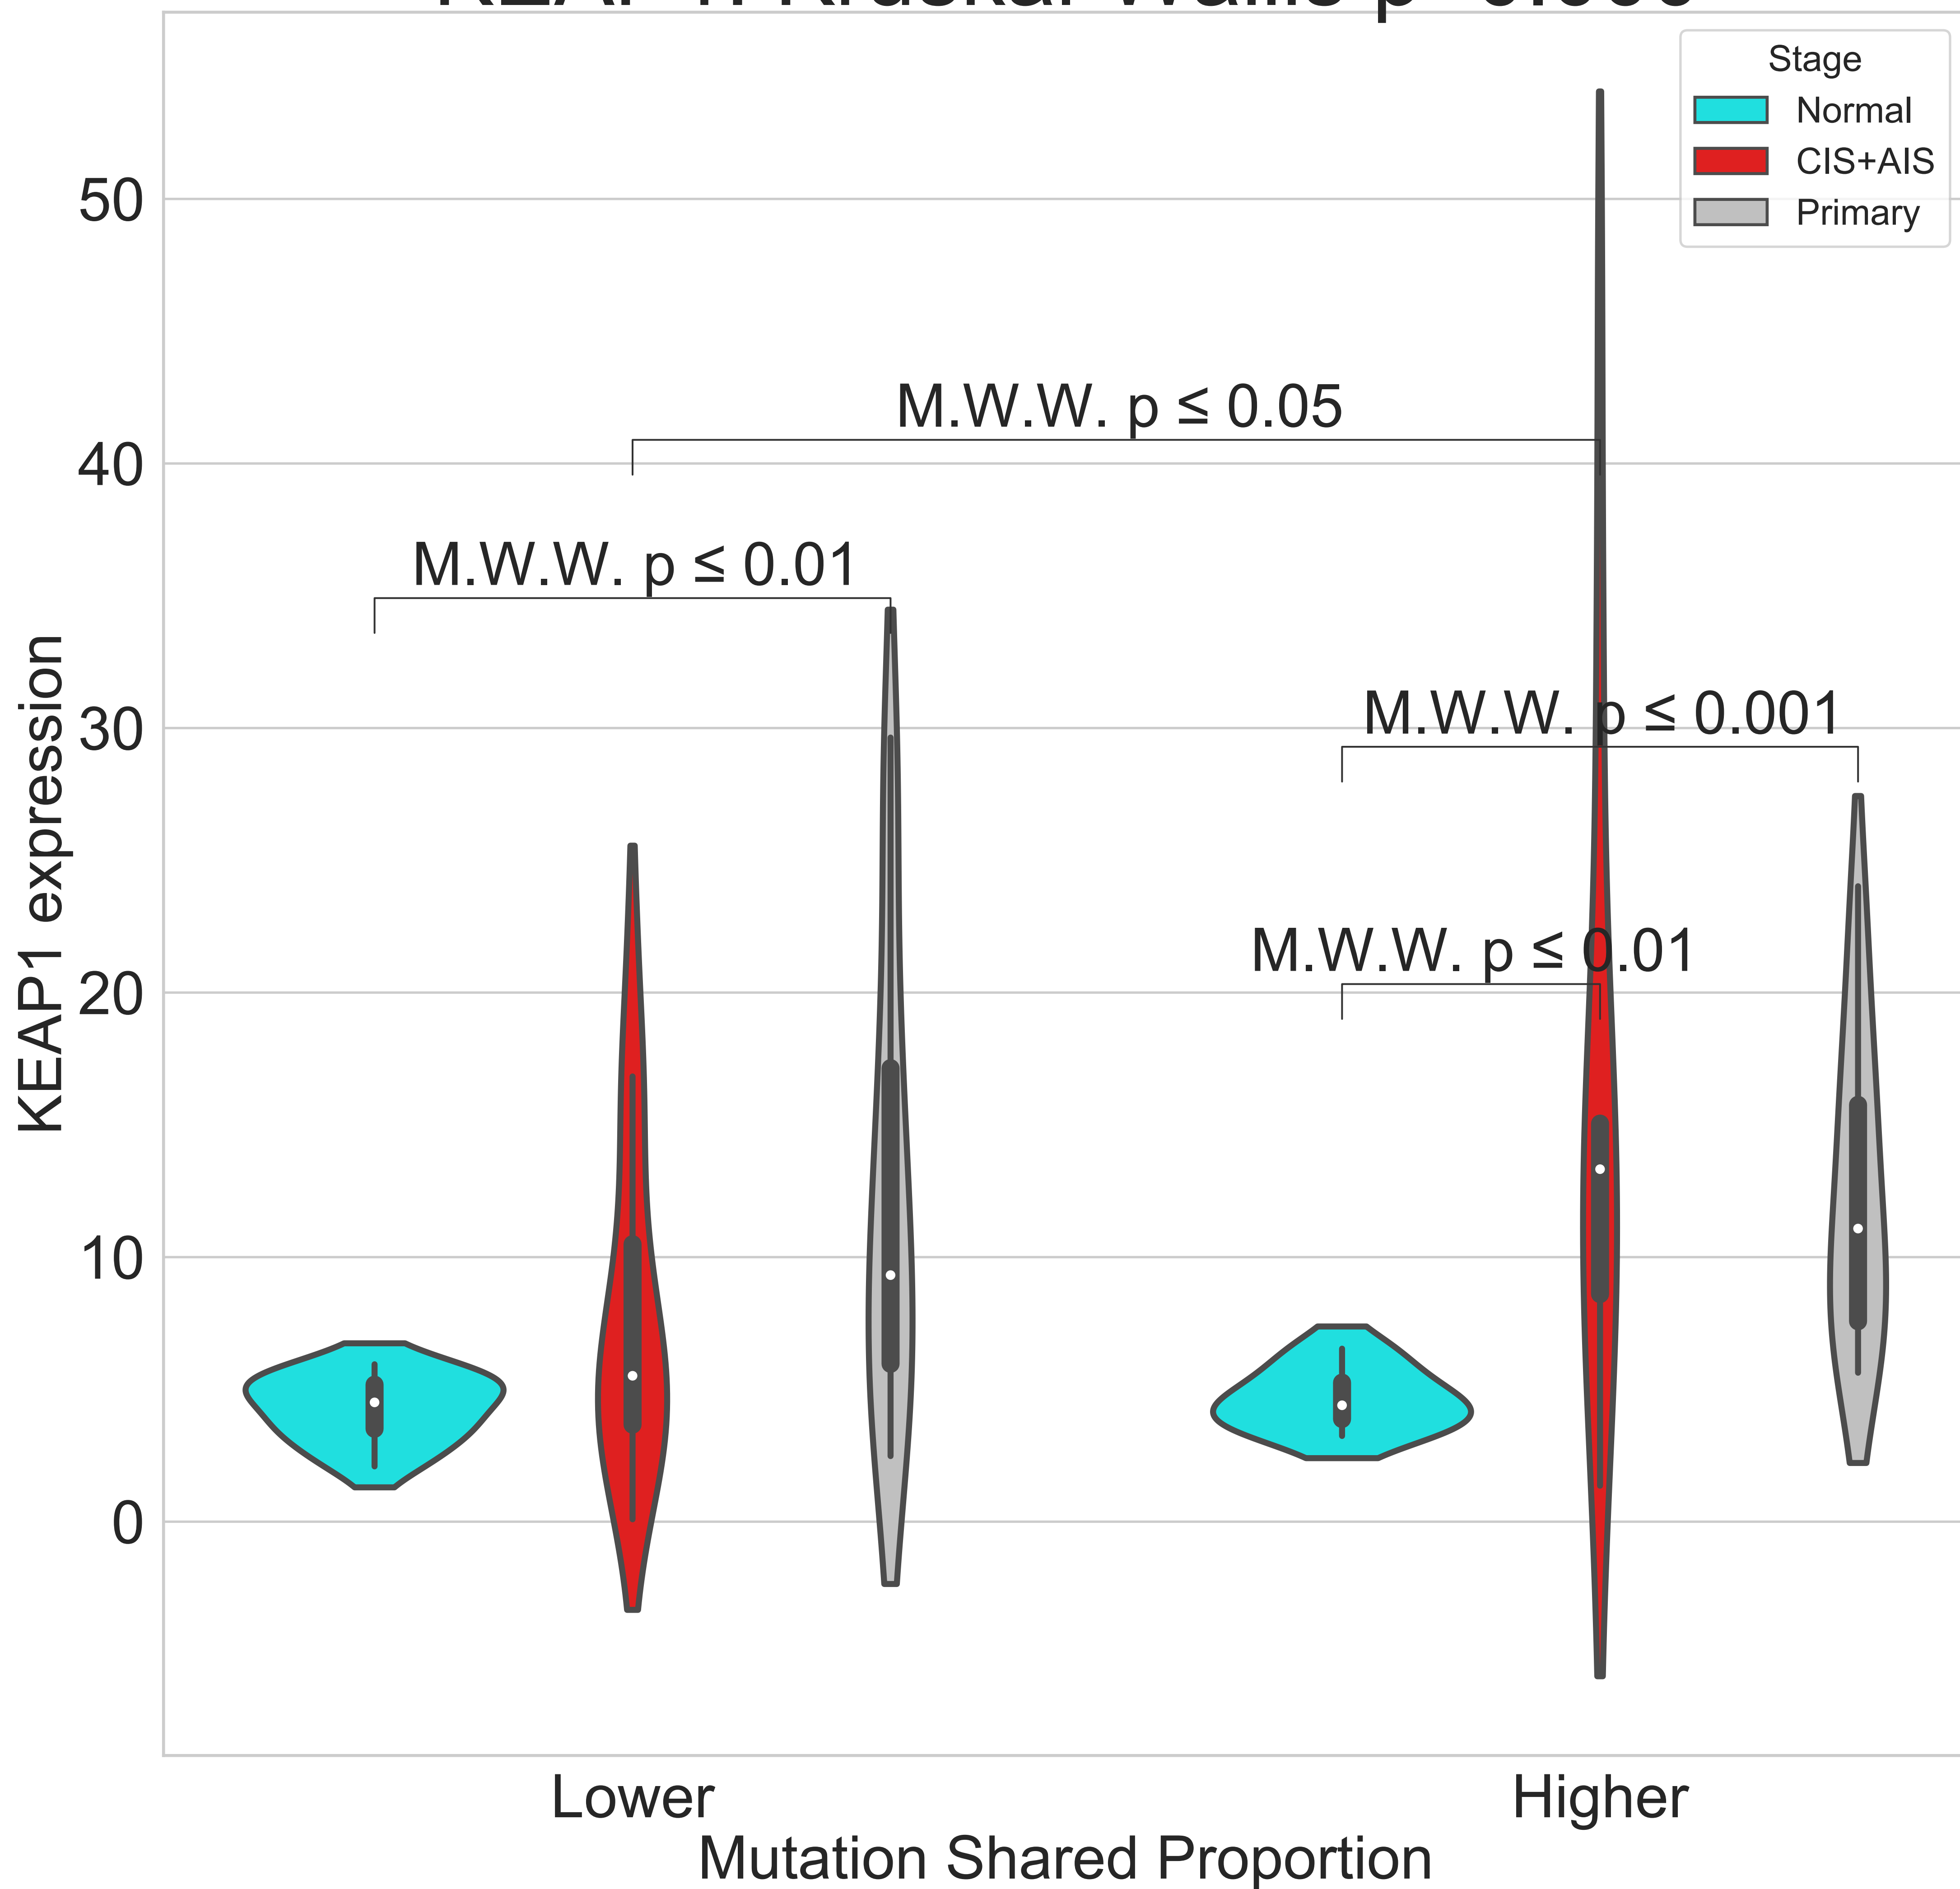 Stage
Normal
CIS+AIS
Primary
50
40
30
20
10
0
KEAP1 expression
M.W.W. p ≤ 0.05
M.W.W. p ≤ 0.01
M.W.W. p ≤ 0.001
M.W.W. p ≤ 0.01
Lower
Higher
Mutation Shared Proportion